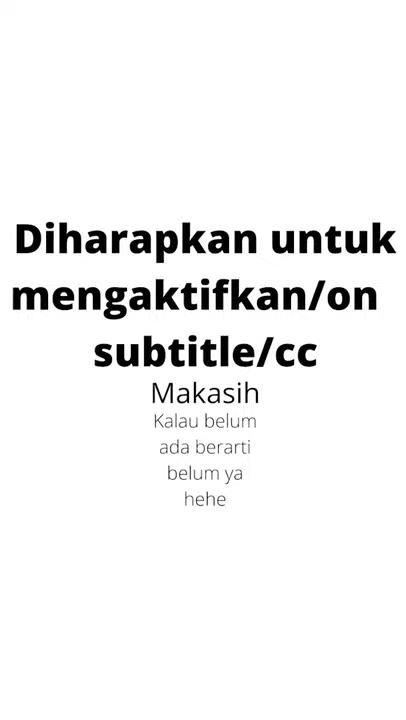 Diharapkan untuk
mengaktifkan/on
subtitle/cc
Makasih
Kalau belum
ada berarti
belum ya
hehe